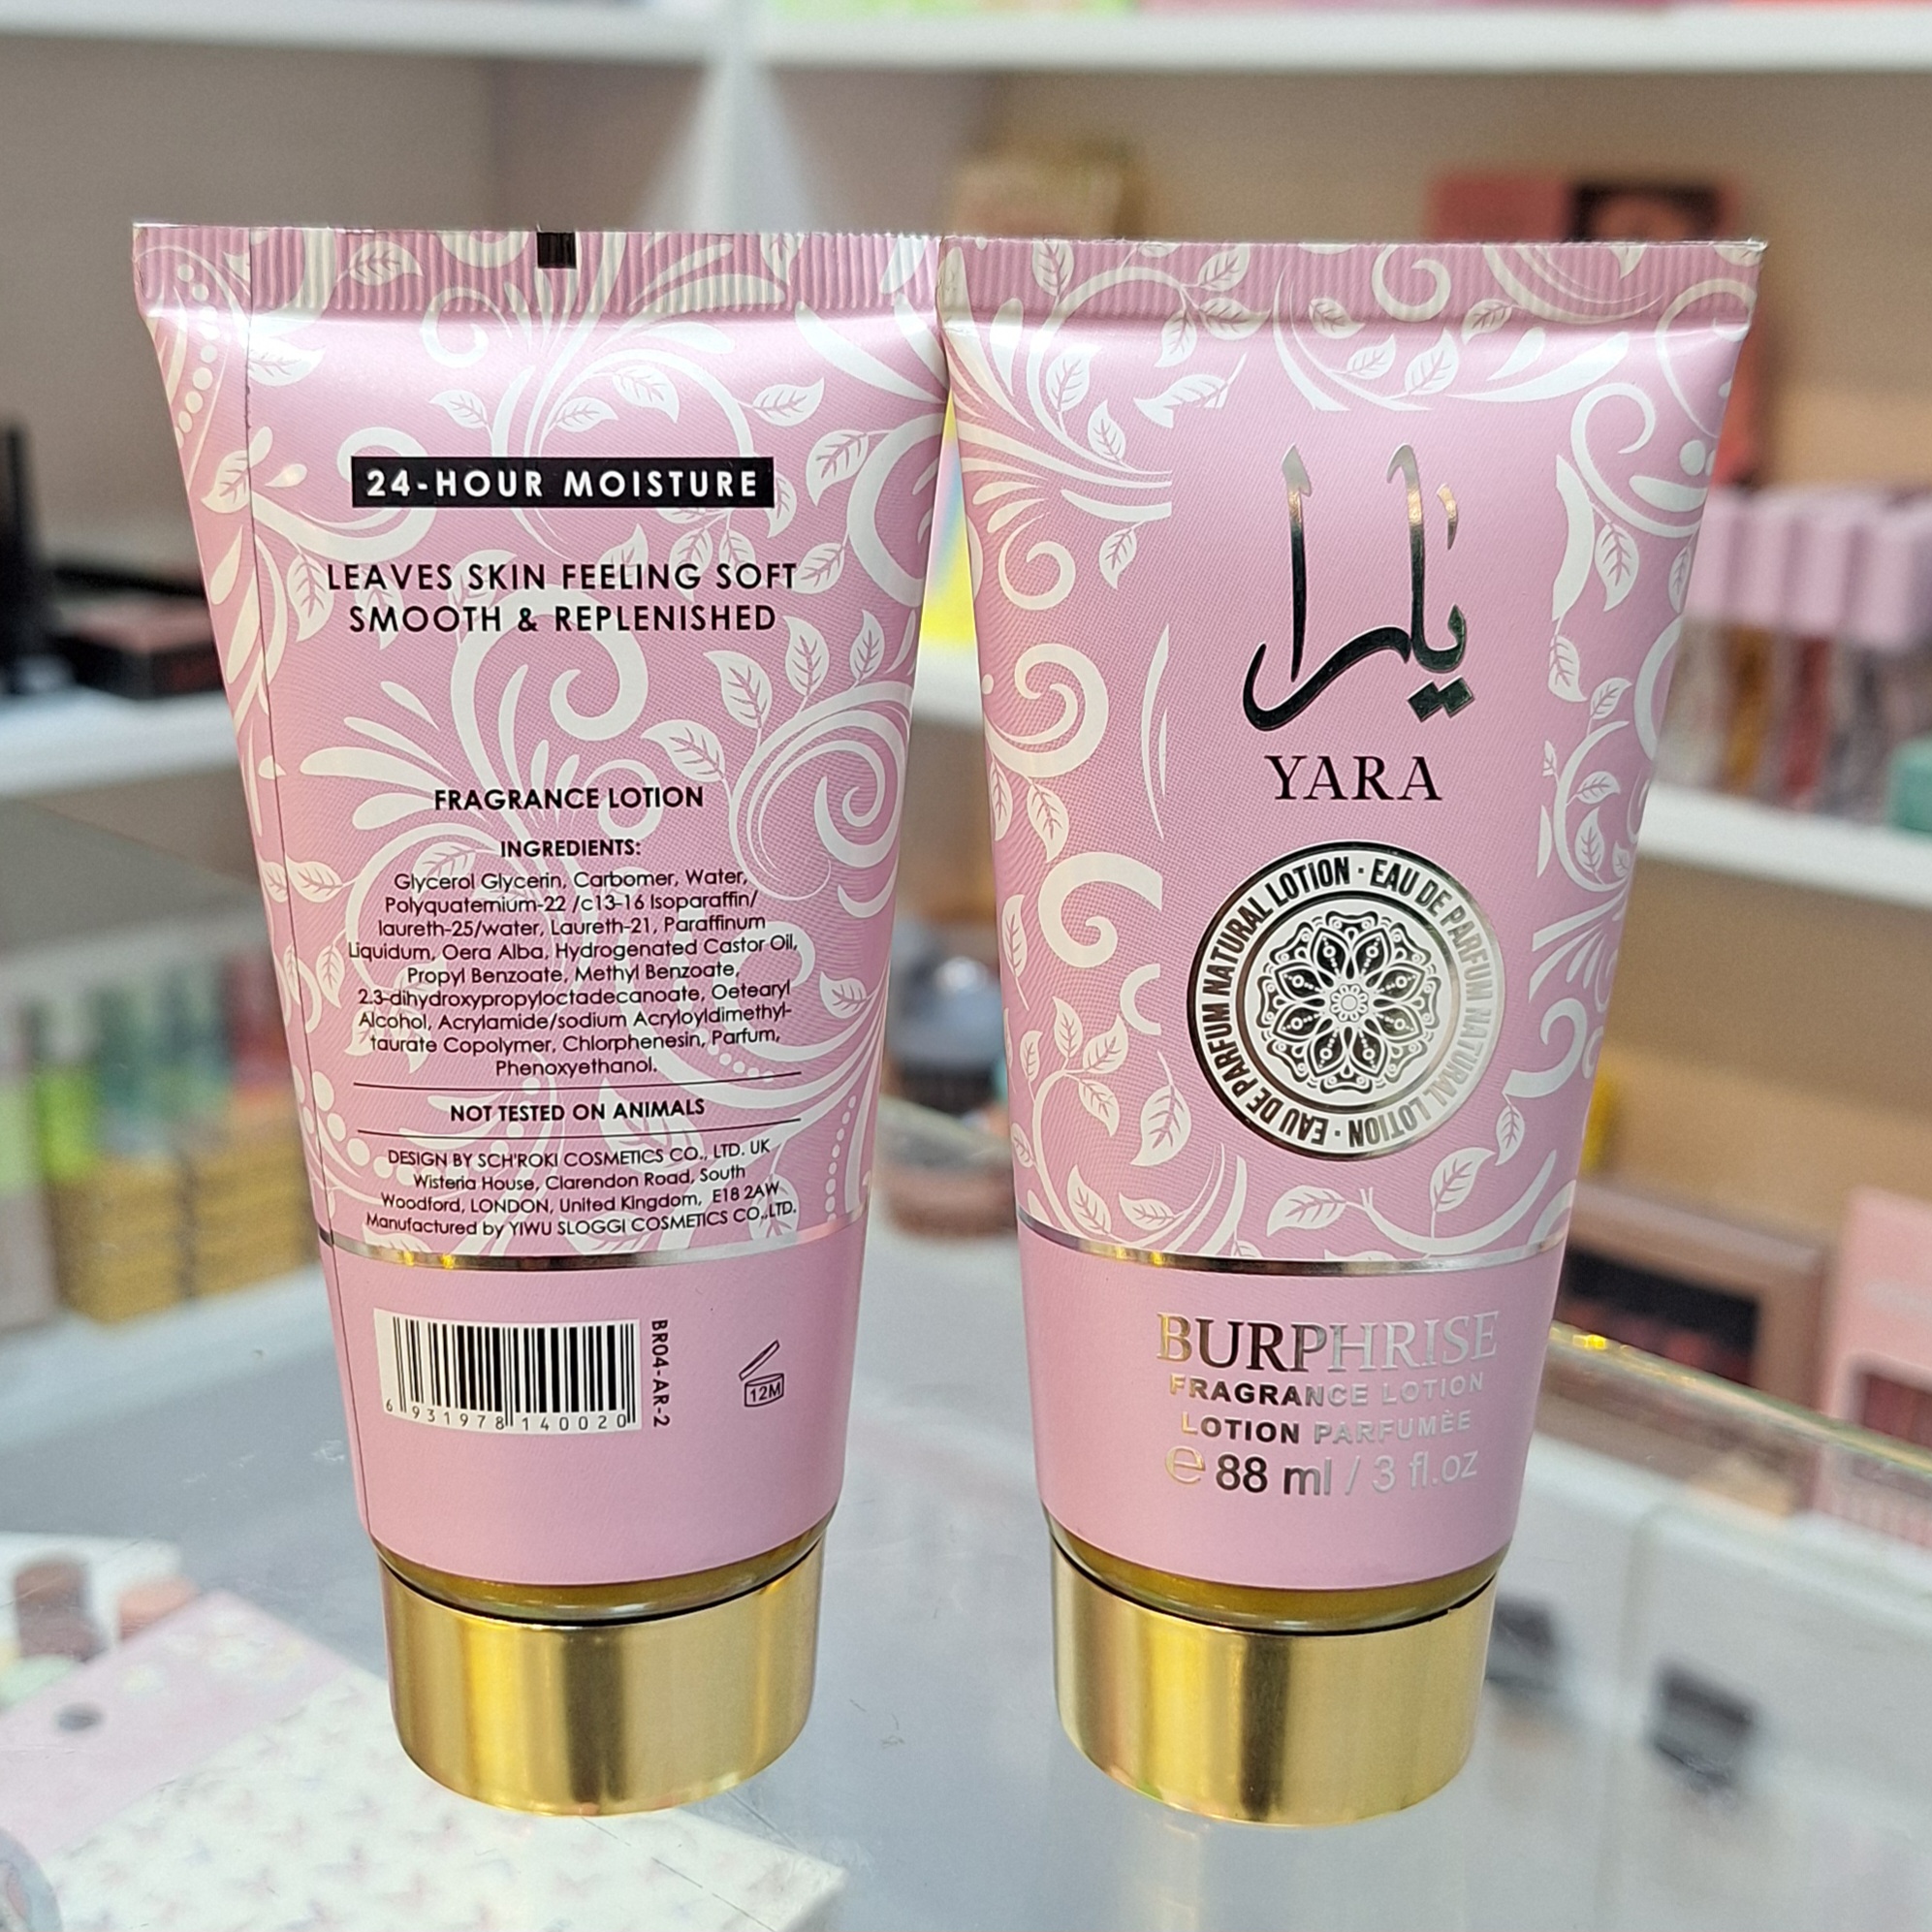 24-HOUR MOISTURE
LEAVES SKIN FEELING SOFT
SMOOTH & REPLENISHED
FRAGRANCE LOTION
INGREDIENTS:
Glycerol Glycerin, Carbomer, Water,
Polyquaternium-22 /c13-16 Isoparaffin/
laureth-25/water, Laureth-21, Paraffinum
Liquidum, Oera Alba, Hydrogenated Castor Oil,
Propyl Benzoate, Methyl Benzoate,
2.3-dihydroxypropyloctadecanoate, Oetearyl
Alcohol, Acrylamide/sodium Acryloyldimethyl-
taurate Copolymer, Chlorphenesin, Parfum,
Phenoxyethanol.
NOT TESTED ON ANIMALS
DESIGN BY SCH'ROKI COSMETICS CO., LTD. UK
Wisteria House, Clarendon Road, South
Woodford, LONDON, United Kingdom, E18 2AW
Manufactured by YIWU SLOGGI COSMETICS CO.,LTD.
6 931978 140020
BR04-AR-2
12M
يارا
YARA
EAU DE PARFUM NATURAL LOTION · EAU DE PARFUM NATURAL LOTION ·
BURPHRISE
FRAGRANCE LOTION
LOTION PARFUMÈE
e 88 ml / 3 fl.oz